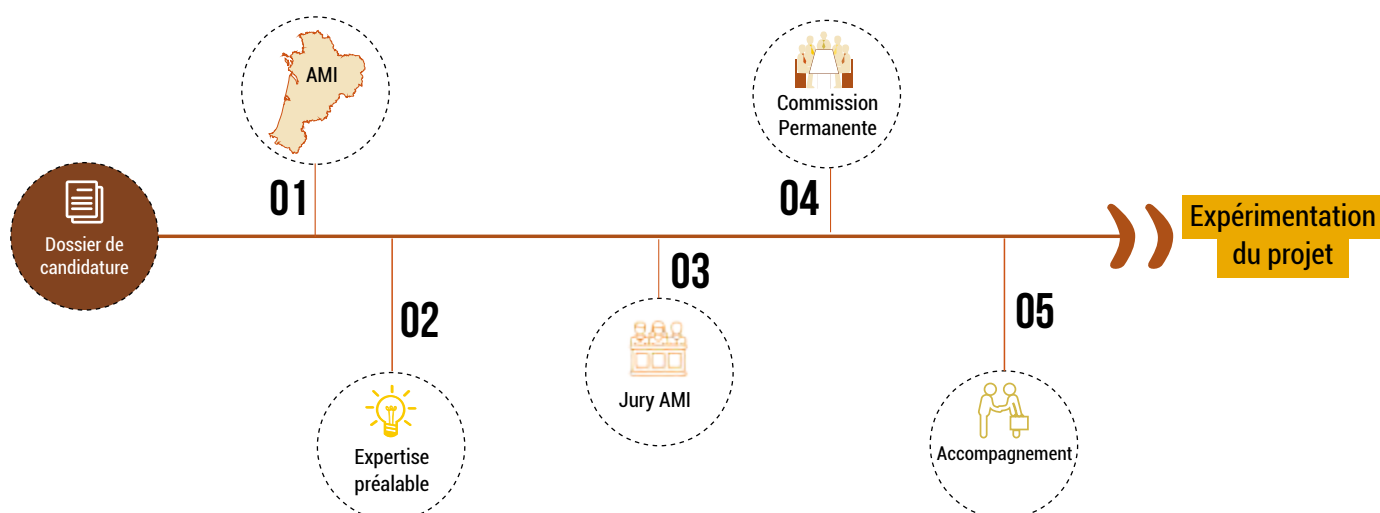 Dossier de
candidature
01
AMI
02
Expertise
préalable
03
Jury AMI
04
Commission
Permanente
05
Accompagnement
Expérimentation
du projet